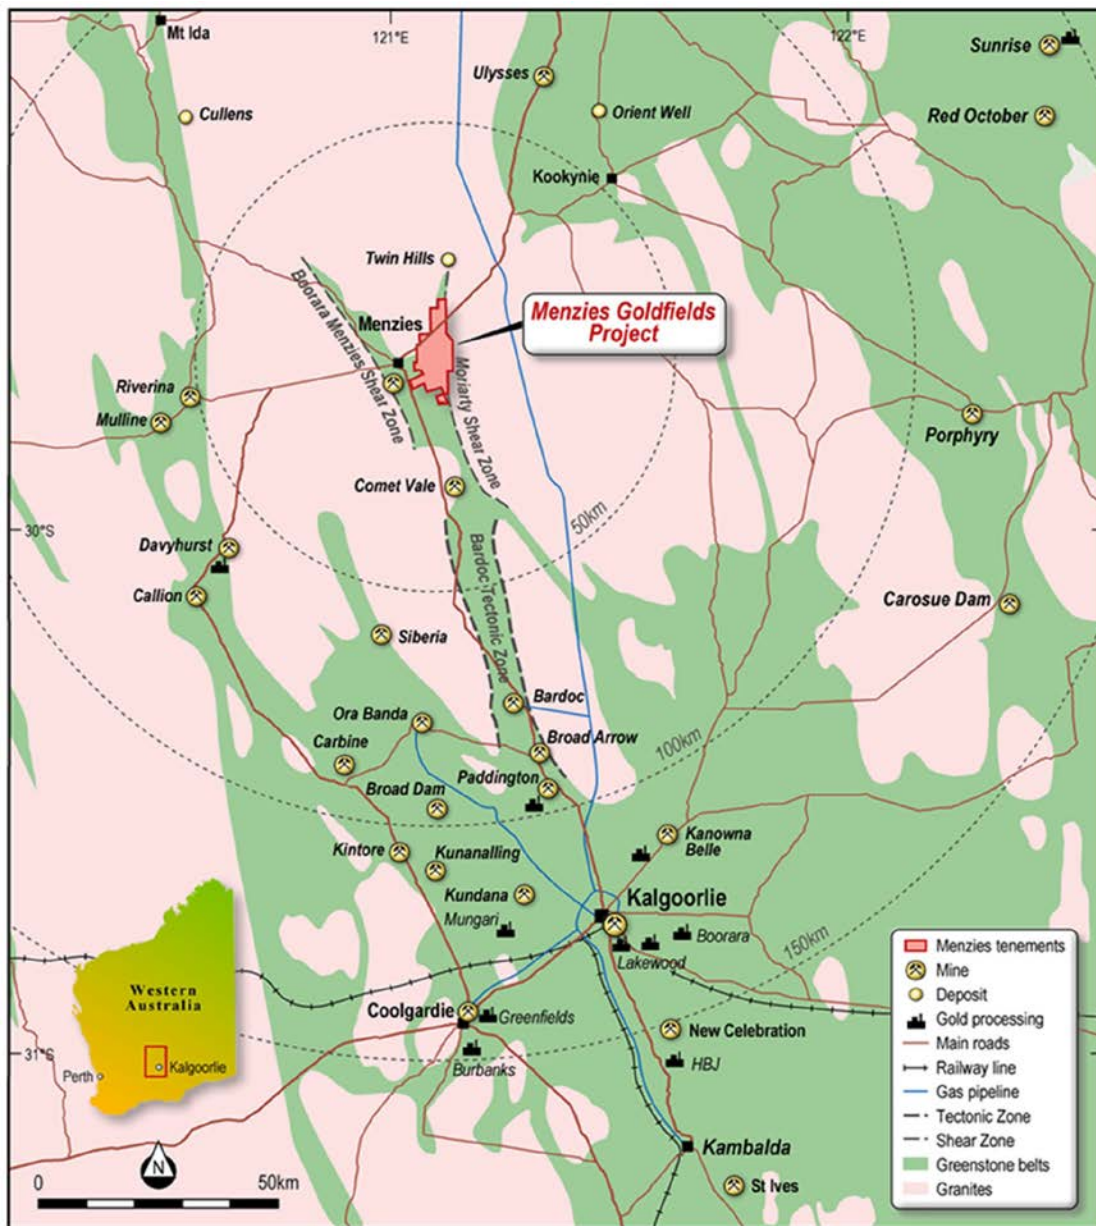 121°E
122°E
Mt Ida
Sunrise
Ulysses
Cullens
Orient Well
Red October
Kookynie
Twin Hills
Boorara Menzies Shear Zone
Menzies
Menzies Goldfields
Project
Moriarty Shear Zone
Riverina
Mulline
Porphyry
Comet Vale
50km
30°S
Davyhurst
Bardoc Tectonic Zone
Callion
Carosue Dam
Siberia
Bardoc
Ora Banda
Broad Arrow
100km
Carbine
Paddington
Broad Dam
Kanowna
Belle
Kintore
Kunanalling
Kundana
Kalgoorlie
Mungari
Boorara
150km
Lakewood
Coolgardie
Greenfields
New Celebration
31°S
Burbanks
HBJ
Kambalda
St Ives
Western
Australia
Kalgoorlie
Perth
N
0
50km
Menzies tenements
Mine
Deposit
Gold processing
Main roads
Railway line
Gas pipeline
Tectonic Zone
Shear Zone
Greenstone belts
Granites